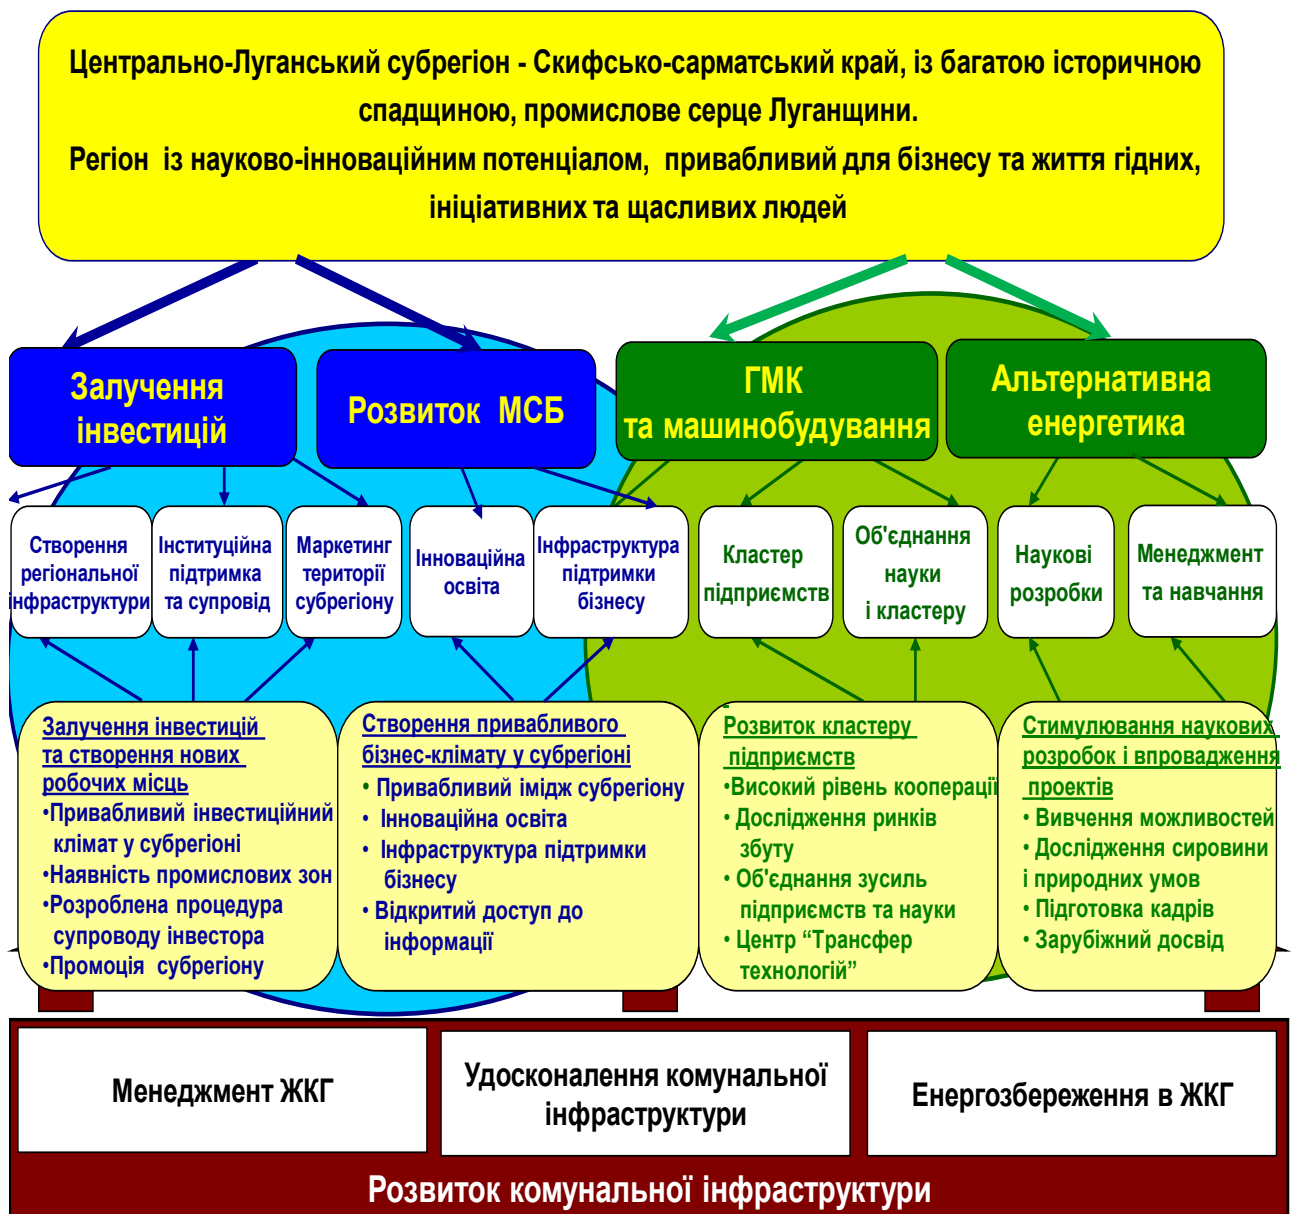 Центрально-Луганський субрегіон - Скифсько-сарматський край, із багатою історичною
спадщиною, промислове серце Луганщини.
Регіон із науково-інноваційним потенціалом, привабливий для бізнесу та життя гідних,
ініціативних та щасливих людей
Залучення
інвестицій
Розвиток МСБ
ГМК
та машинобудування
Альтернативна
енергетика
Створення
регіональної
інфраструктури
Інституційна
підтримка
та супровід
Маркетинг
території
субрегіону
Інноваційна
освіта
Інфраструктура
підтримки
бізнесу
Кластер
підприємств
Об'єднання
науки
і кластеру
Наукові
розробки
Менеджмент
та навчання
Залучення інвестицій
та створення нових
робочих місць
•Привабливий інвестиційний
клімат у субрегіоні
•Наявність промислових зон
•Розроблена процедура
супроводу інвестора
•Промоція субрегіону
Створення привабливого
бізнес-клімату у субрегіоні
• Привабливий імідж субрегіону
• Інноваційна освіта
• Інфраструктура підтримки
бізнесу
• Відкритий доступ до
інформації
Розвиток кластеру
підприємств
•Високий рівень кооперації
• Дослідження ринків
збуту
• Об'єднання зусиль
підприємств та науки
• Центр “Трансфер
технологій”
Стимулювання наукових
розробок і впровадження
проектів
• Вивчення можливостей
• Дослідження сировини
і природних умов
• Підготовка кадрів
• Зарубіжний досвід
Менеджмент ЖКГ
Удосконалення комунальної
інфраструктури
Енергозбереження в ЖКГ
Розвиток комунальної інфраструктури